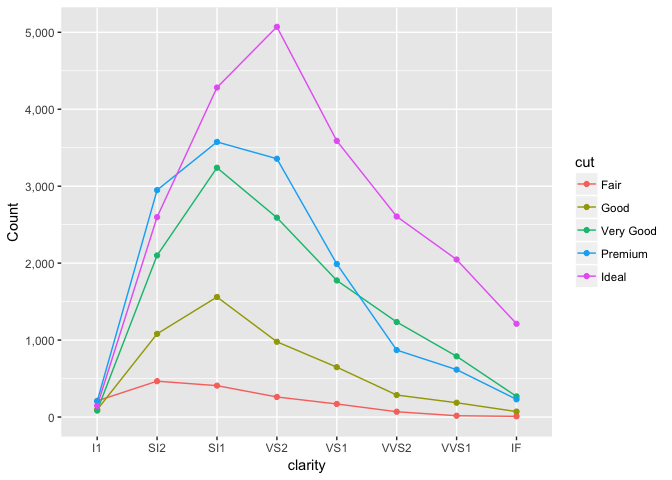 5,000
4,000
3,000
2,000
1,000
0
Count
I1 SI2 SI1 VS2 VS1 VVS2 VVS1 IF
clarity
cut
Fair
Good
Very Good
Premium
Ideal